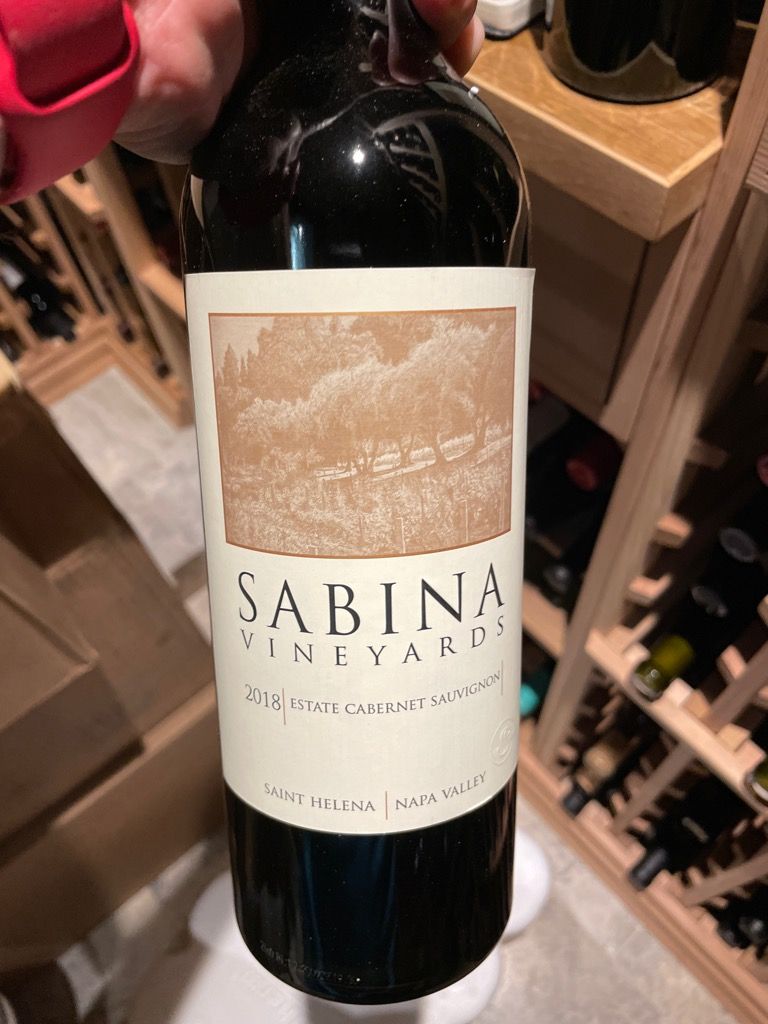 SABINA
VINEYARDS
2018 | ESTATE CABERNET SAUVIGNON |
SAINT HELENA | NAPA VALLEY